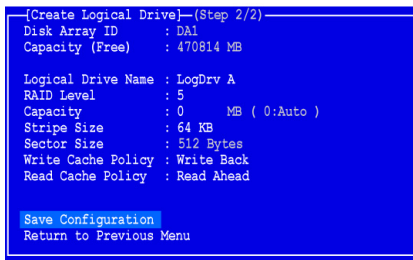 [Create Logical Drive]—(Step 2/2)
Disk Array ID : DA1
Capacity (Free) : 470814 MB
Logical Drive Name : LogDrv A
RAID Level : 5
Capacity : 0 MB ( 0:Auto )
Stripe Size : 64 KB
Sector Size : 512 Bytes
Write Cache Policy : Write Back
Read Cache Policy : Read Ahead
Save Configuration
Return to Previous Menu